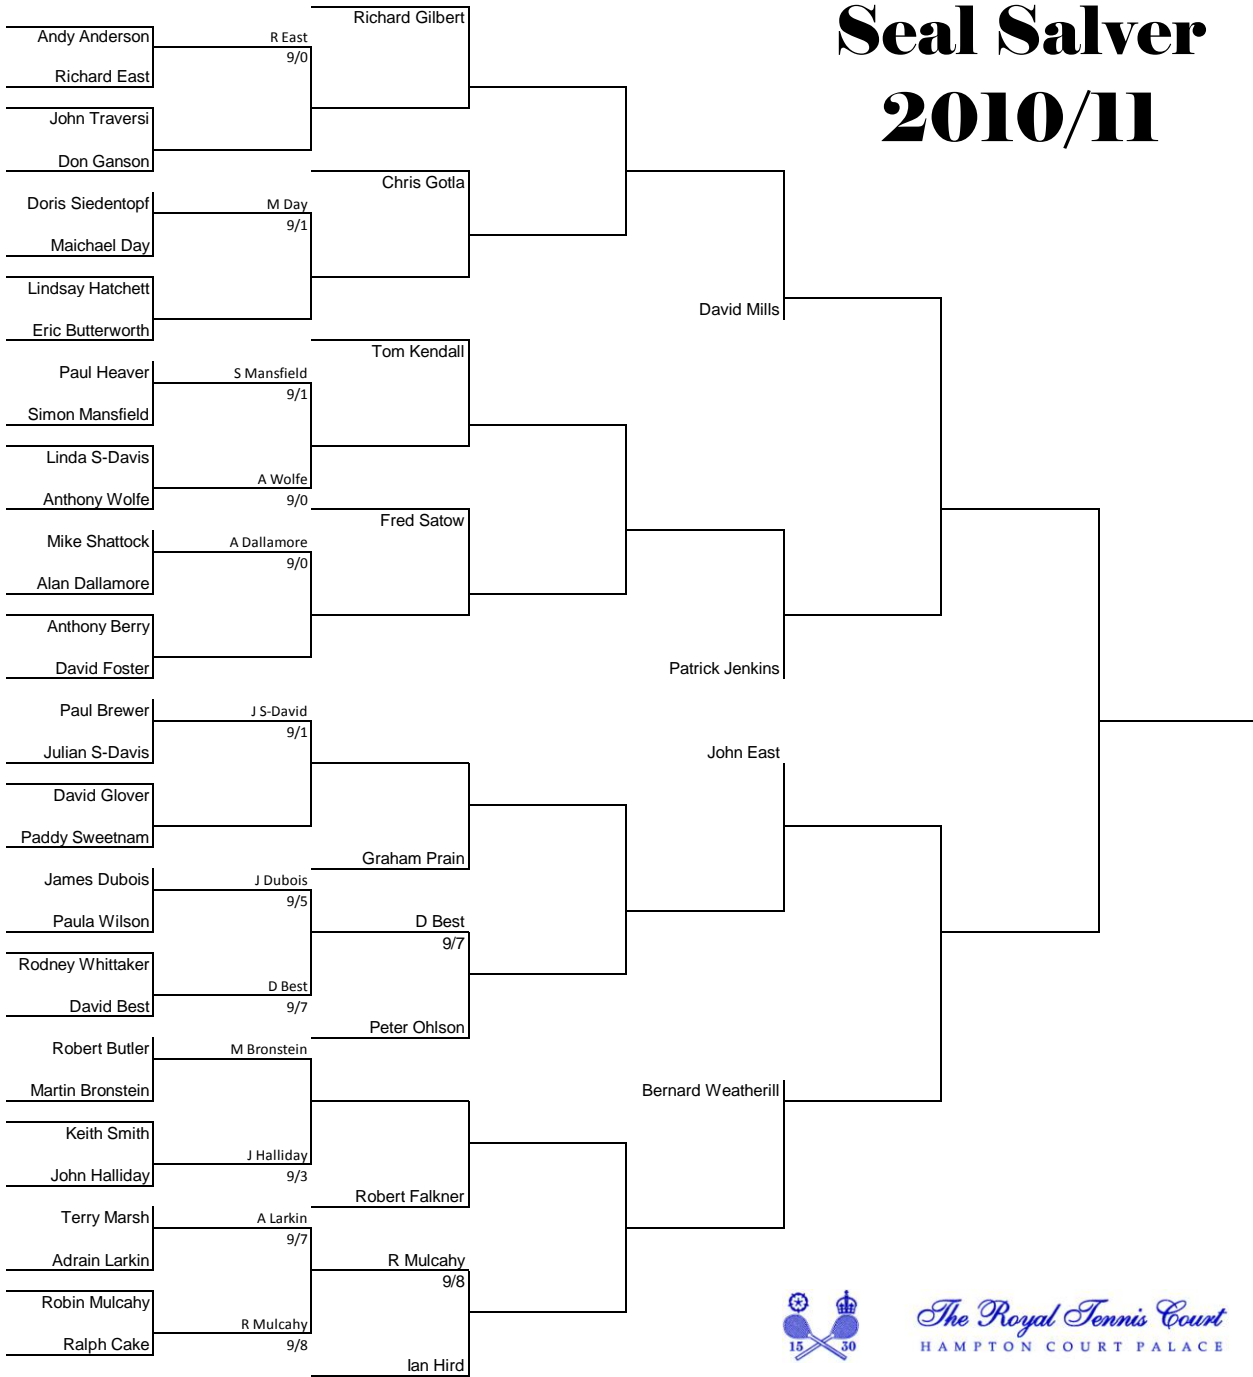 Seal Salver
2010/11
Richard Gilbert
Andy Anderson
R East
9/0
Richard East
John Traversi
Don Ganson
Chris Gotla
Doris Siedentopf
M Day
9/1
Maichael Day
Lindsay Hatchett
David Mills
Eric Butterworth
Tom Kendall
Paul Heaver
S Mansfield
9/1
Simon Mansfield
Linda S-Davis
A Wolfe
Anthony Wolfe
9/0
Fred Satow
Mike Shattock
A Dallamore
9/0
Alan Dallamore
Anthony Berry
David Foster
Patrick Jenkins
Paul Brewer
J S-David
9/1
Julian S-Davis
John East
David Glover
Paddy Sweetnam
Graham Prain
James Dubois
J Dubois
9/5
Paula Wilson
D Best
9/7
Rodney Whittaker
D Best
David Best
9/7
Peter Ohlson
Robert Butler
M Bronstein
Martin Bronstein
Bernard Weatherill
Keith Smith
J Halliday
John Halliday
9/3
Robert Falkner
Terry Marsh
A Larkin
9/7
Adrain Larkin
R Mulcahy
9/8
Robin Mulcahy
R Mulcahy
Ralph Cake
9/8
Ian Hird
15 30
The Royal Tennis Court
HAMPTON COURT PALACE